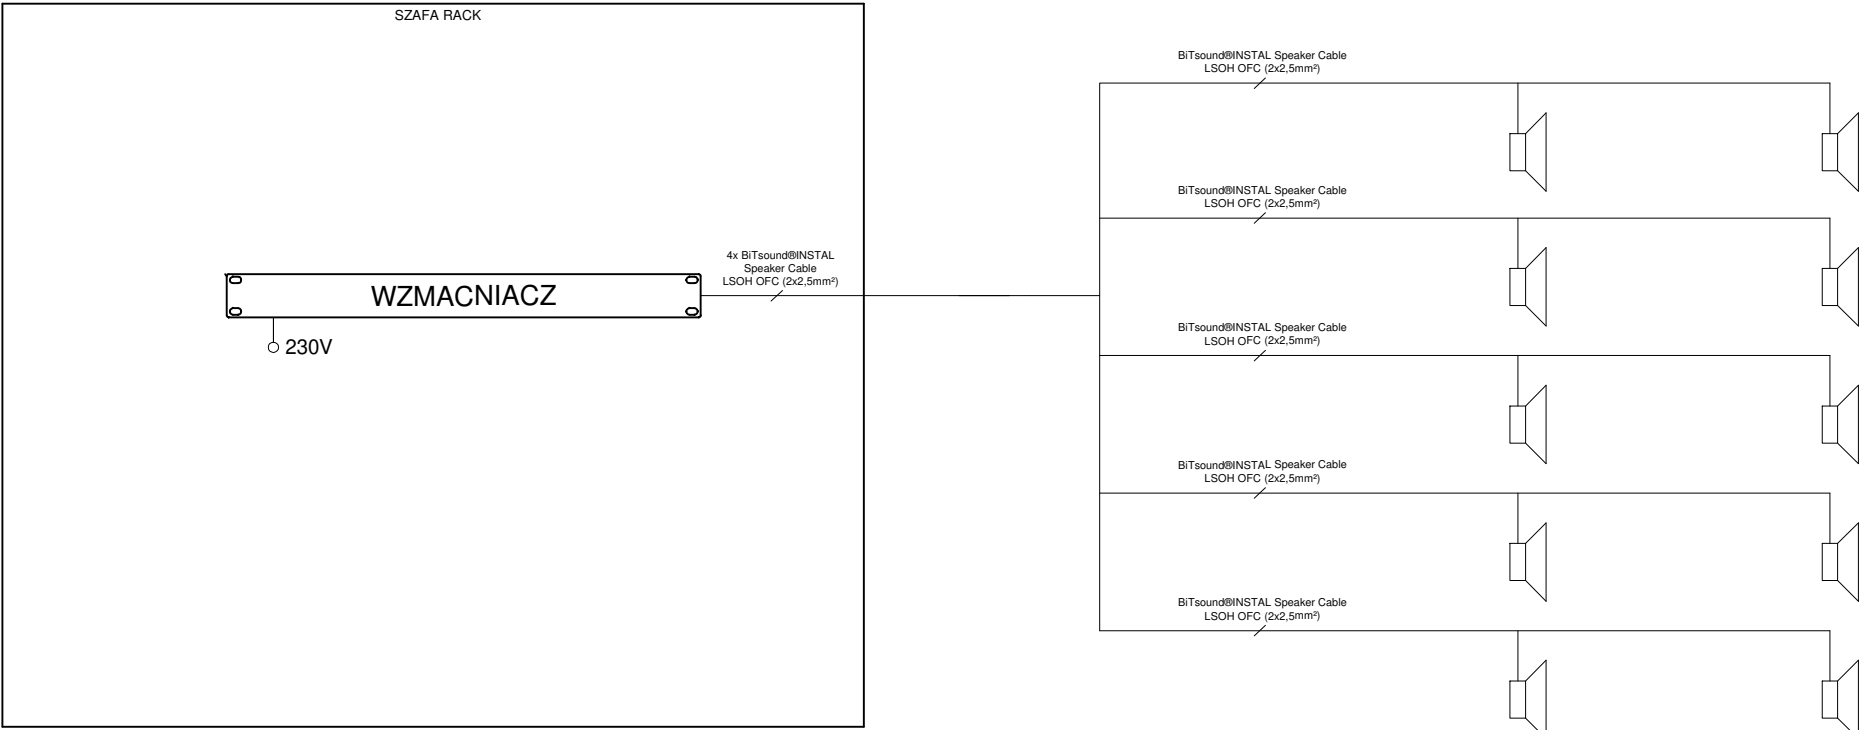 SZAFA RACK
BiTsound®INSTAL Speaker Cable
LSOH OFC (2x2,5mm²)
BiTsound®INSTAL Speaker Cable
LSOH OFC (2x2,5mm²)
4x BiTsound®INSTAL
Speaker Cable
LSOH OFC (2x2,5mm²)
WZMACNIACZ
230V
BiTsound®INSTAL Speaker Cable
LSOH OFC (2x2,5mm²)
BiTsound®INSTAL Speaker Cable
LSOH OFC (2x2,5mm²)
BiTsound®INSTAL Speaker Cable
LSOH OFC (2x2,5mm²)